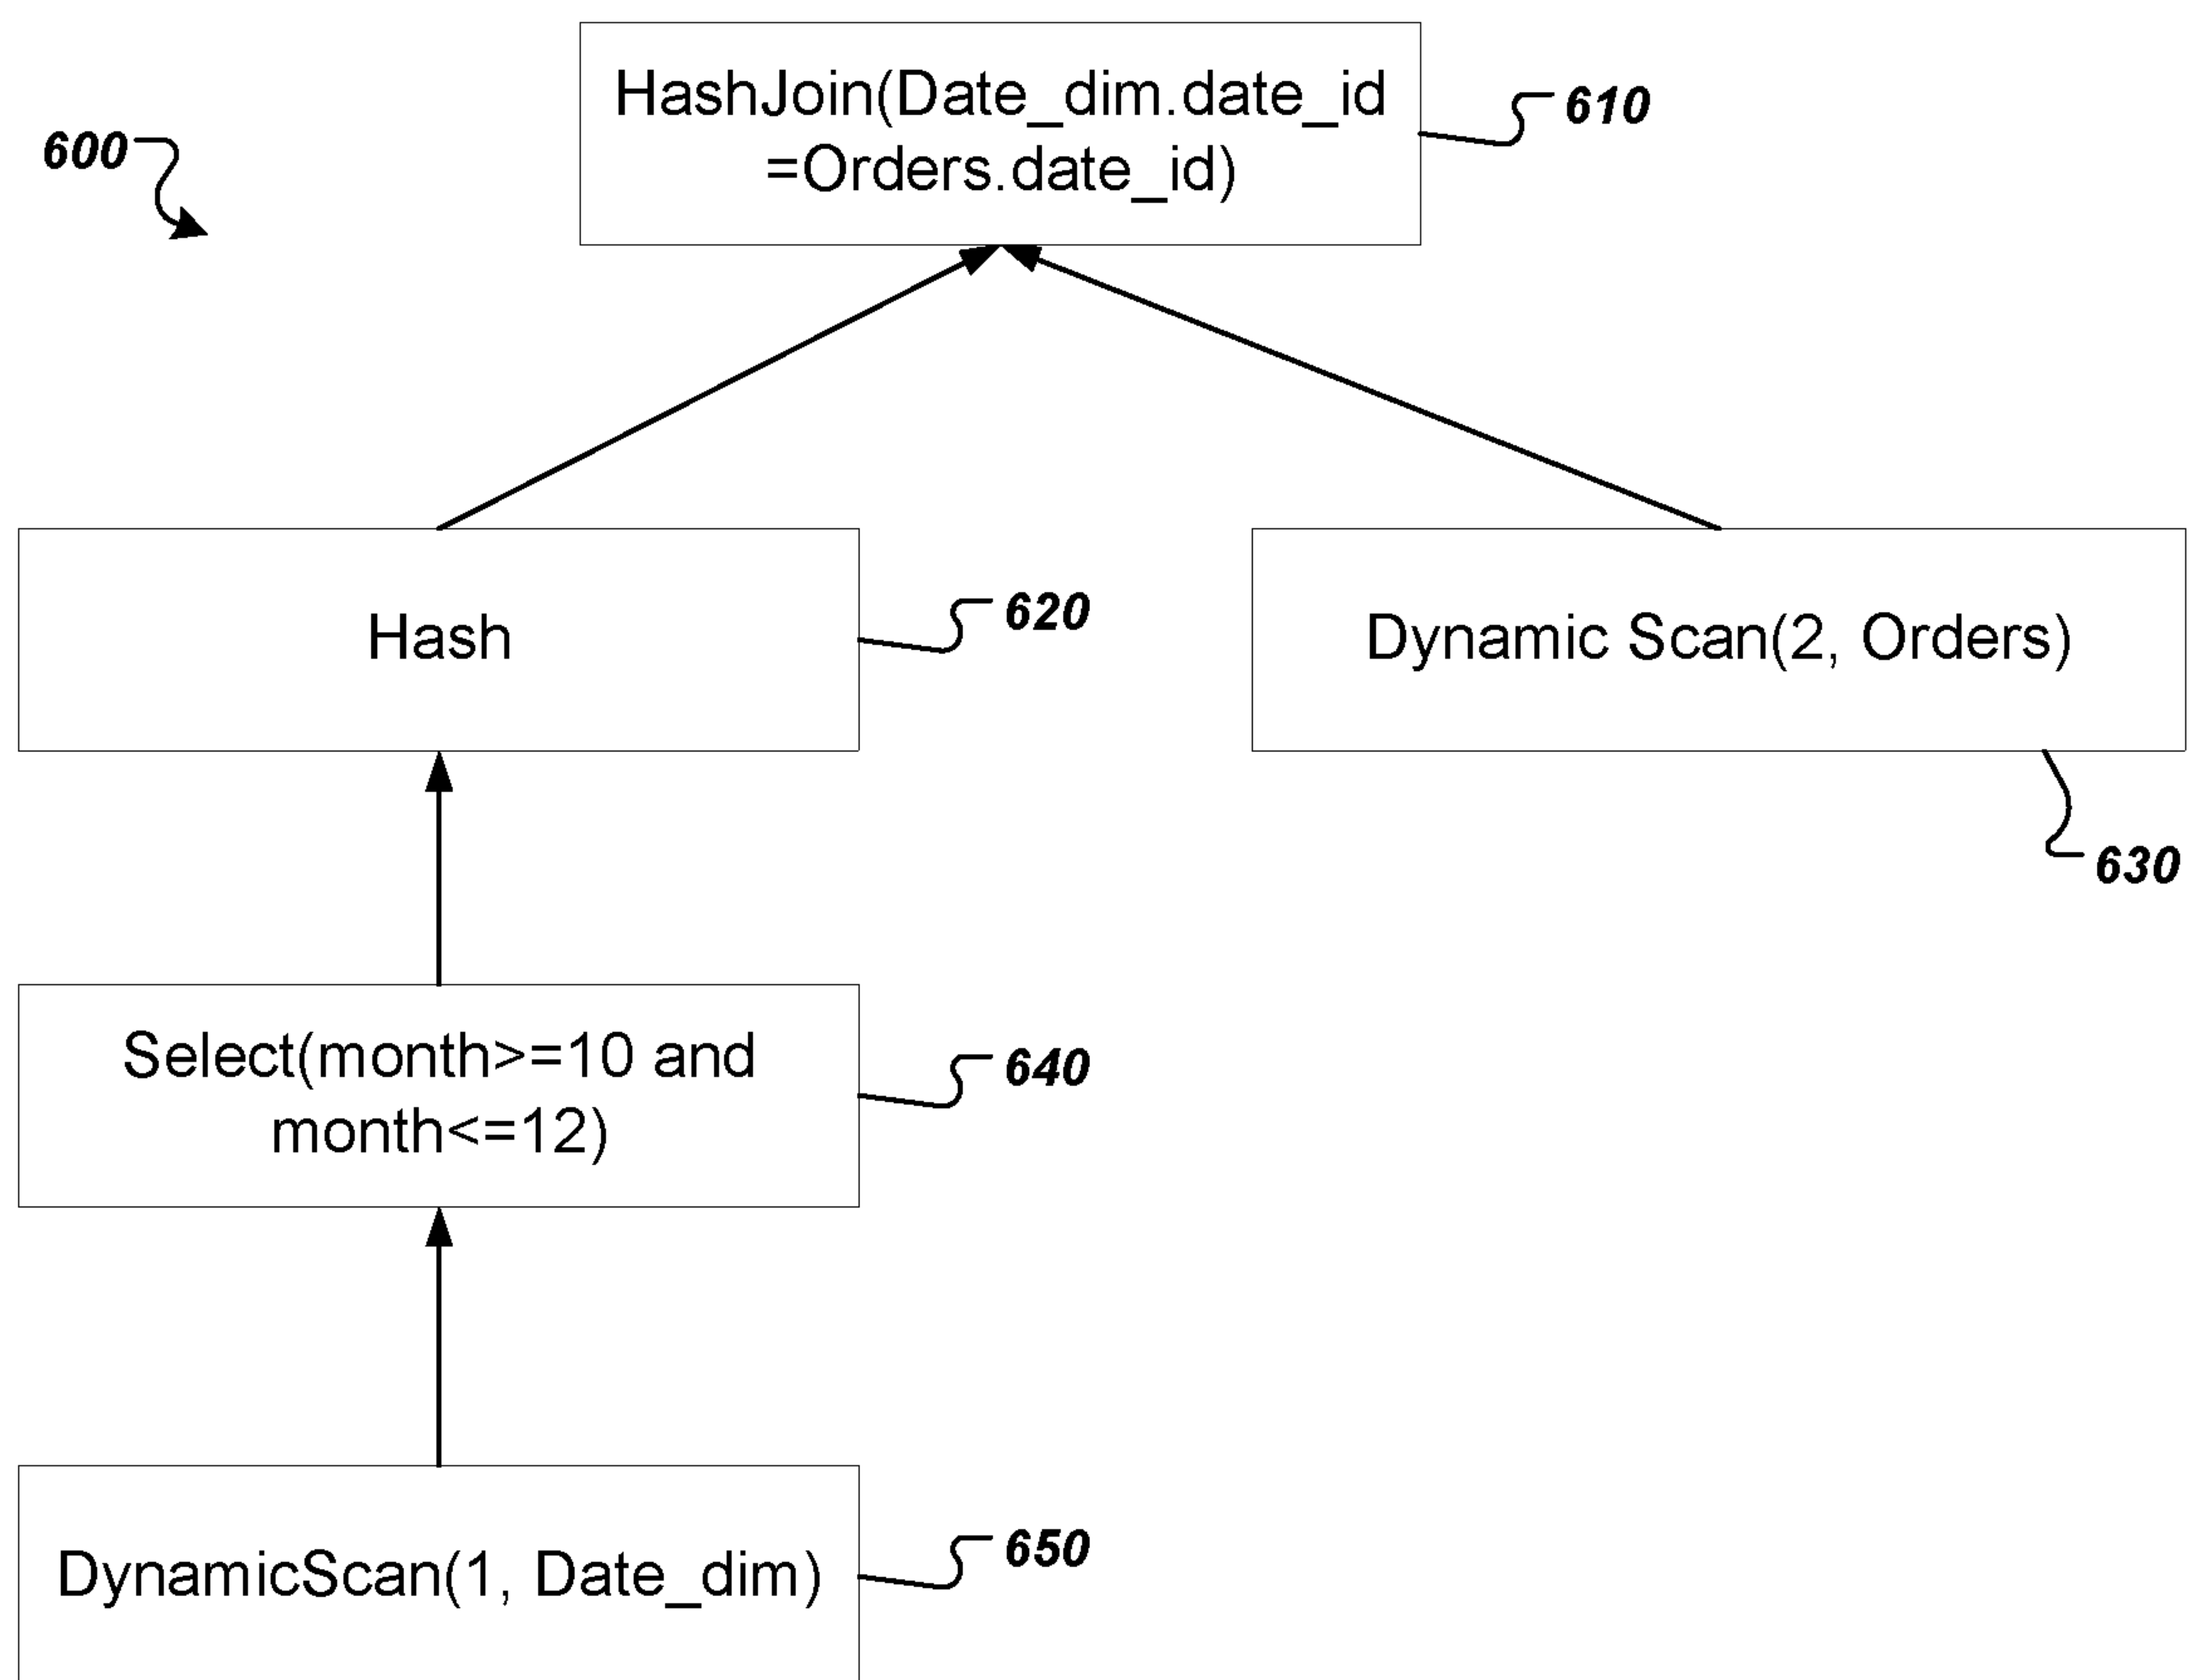 HashJoin(Date_dim.date_id
=Orders.date_id)
610
600
Hash
620
Dynamic Scan(2, Orders)
630
Select(month>=10 and
month<=12)
640
DynamicScan(1, Date_dim)
650